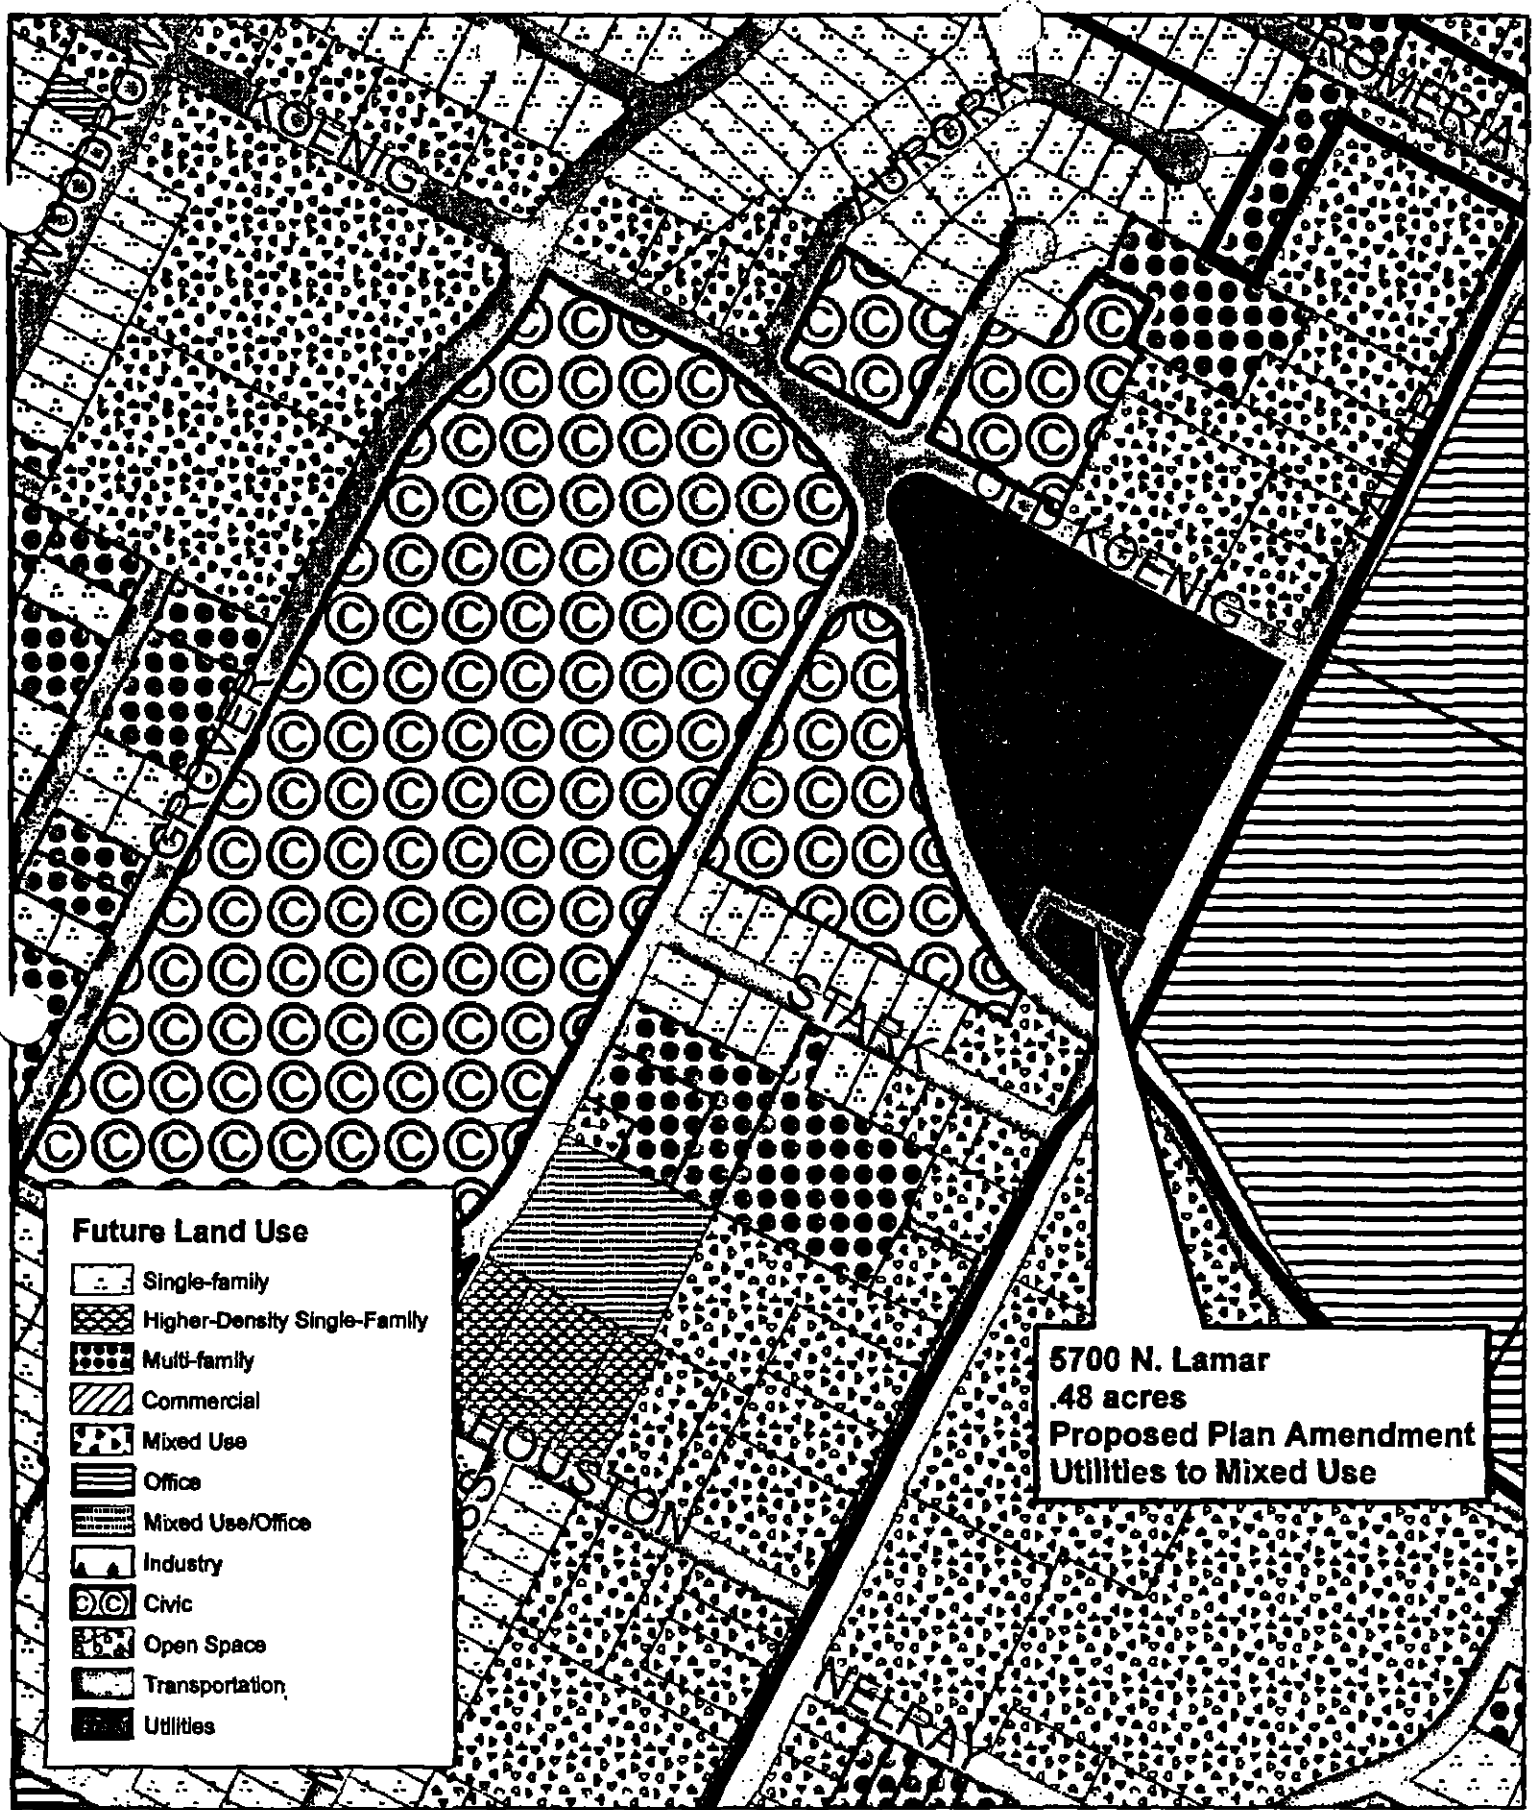 ROMERIA
WOODROW
KOENIG
AURORA
LAMAR
OLD KOENIG
GROVER
STARK
Future Land Use
Single-family
Higher-Density Single-Family
Multi-family
Commercial
Mixed Use
Office
Mixed Use/Office
Industry
Civic
Open Space
Transportation
Utilities
5700 N. Lamar
.48 acres
Proposed Plan Amendment
Utilities to Mixed Use
HOUSTON
NELRAY